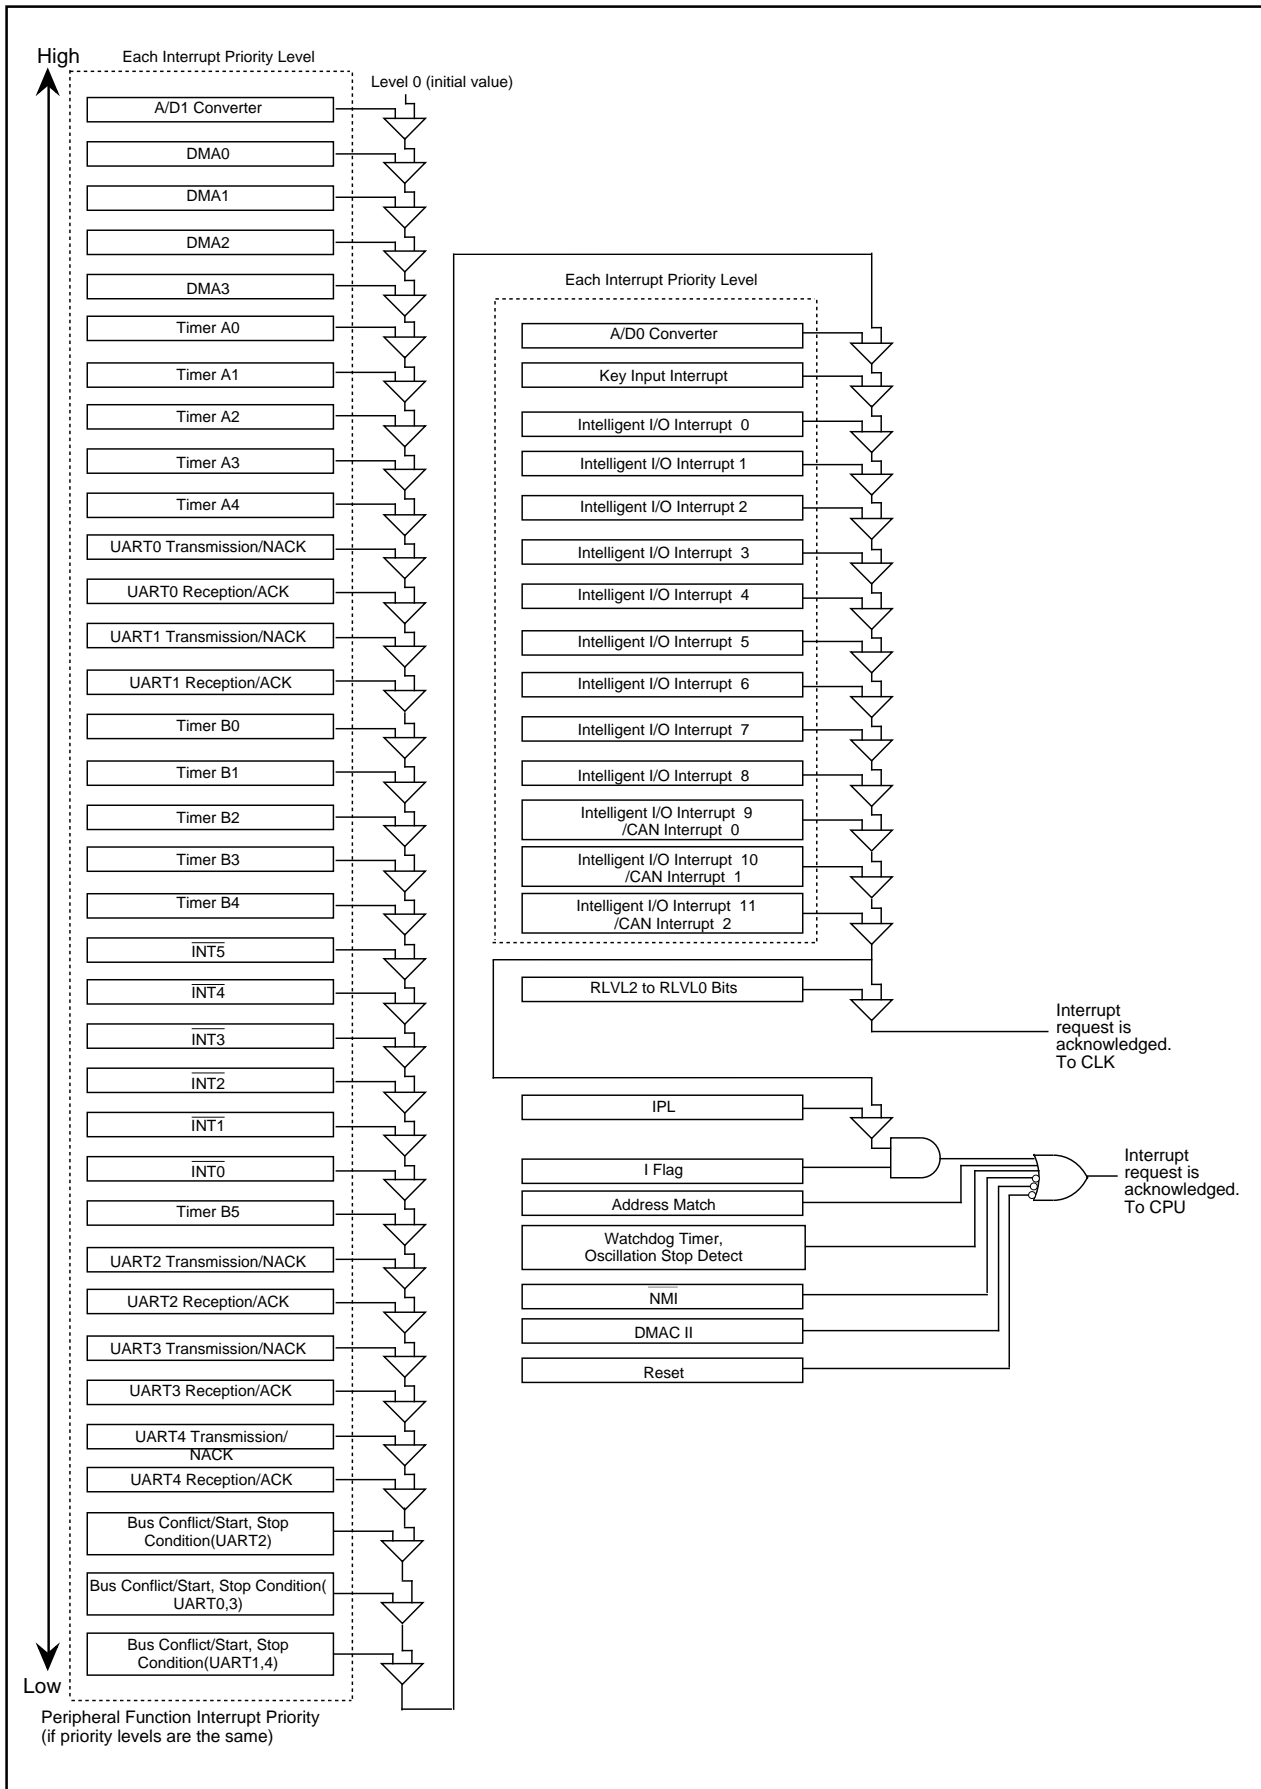 High
Each Interrupt Priority Level
Level 0 (initial value)
A/D1 Converter
DMA0
DMA1
DMA2
DMA3
Timer A0
Timer A1
Timer A2
Timer A3
Timer A4
UART0 Transmission/NACK
UART0 Reception/ACK
UART1 Transmission/NACK
UART1 Reception/ACK
Timer B0
Timer B1
Timer B2
Timer B3
Timer B4
INT5
INT4
INT3
INT2
INT1
INT0
Timer B5
UART2 Transmission/NACK
UART2 Reception/ACK
UART3 Transmission/NACK
UART3 Reception/ACK
UART4 Transmission/
NACK
UART4 Reception/ACK
Bus Conflict/Start, Stop
Condition(UART2)
Bus Conflict/Start, Stop Condition(
UART0,3)
Bus Conflict/Start, Stop
Condition(UART1,4)
Low
Peripheral Function Interrupt Priority
(if priority levels are the same)
Each Interrupt Priority Level
A/D0 Converter
Key Input Interrupt
Intelligent I/O Interrupt 0
Intelligent I/O Interrupt 1
Intelligent I/O Interrupt 2
Intelligent I/O Interrupt 3
Intelligent I/O Interrupt 4
Intelligent I/O Interrupt 5
Intelligent I/O Interrupt 6
Intelligent I/O Interrupt 7
Intelligent I/O Interrupt 8
Intelligent I/O Interrupt 9
/CAN Interrupt 0
Intelligent I/O Interrupt 10
/CAN Interrupt 1
Intelligent I/O Interrupt 11
/CAN Interrupt 2
RLVL2 to RLVL0 Bits
Interrupt
request is
acknowledged.
To CLK
IPL
I Flag
Address Match
Watchdog Timer,
Oscillation Stop Detect
NMI
DMAC II
Reset
Interrupt
request is
acknowledged.
To CPU